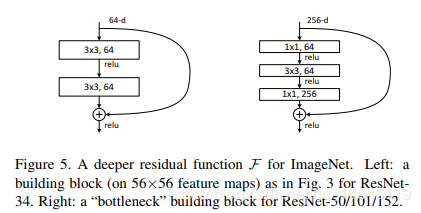 64-d
3x3, 64
relu
3x3, 64
relu
256-d
1x1, 64
relu
3x3, 64
relu
1x1, 256
relu
Figure 5. A deeper residual function F for ImageNet. Left: a
building block (on 56×56 feature maps) as in Fig. 3 for ResNet-
34. Right: a “bottleneck” building block for ResNet-50/101/152.